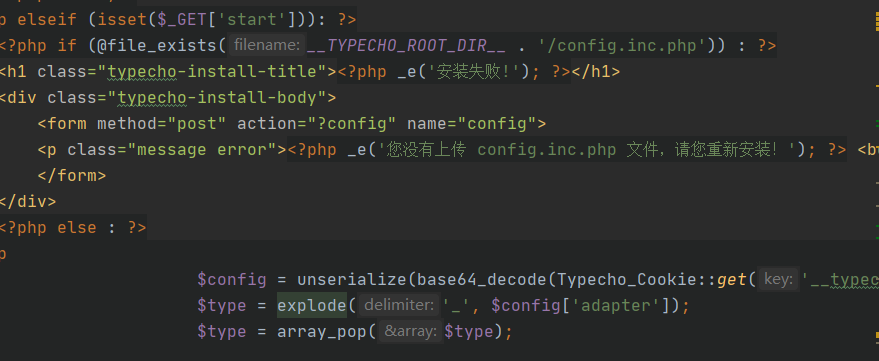 p elseif (isset($_GET['start'])): ?>
<?php if (@file_exists( filename: __TYPECHO_ROOT_DIR__ . '/config.inc.php')) : ?>
<h1 class="typecho-install-title"><?php _e('安装失败!'); ?></h1>
<div class="typecho-install-body">
<form method="post" action="?config" name="config">
<p class="message error"><?php _e('您没有上传 config.inc.php 文件，请您重新安装！'); ?> <bt
</form>
</div>
<?php else : ?>
p
$config = unserialize(base64_decode(Typecho_Cookie::get( key: '__typec
$type = explode( delimiter: '_', $config['adapter']);
$type = array_pop( &array: $type);